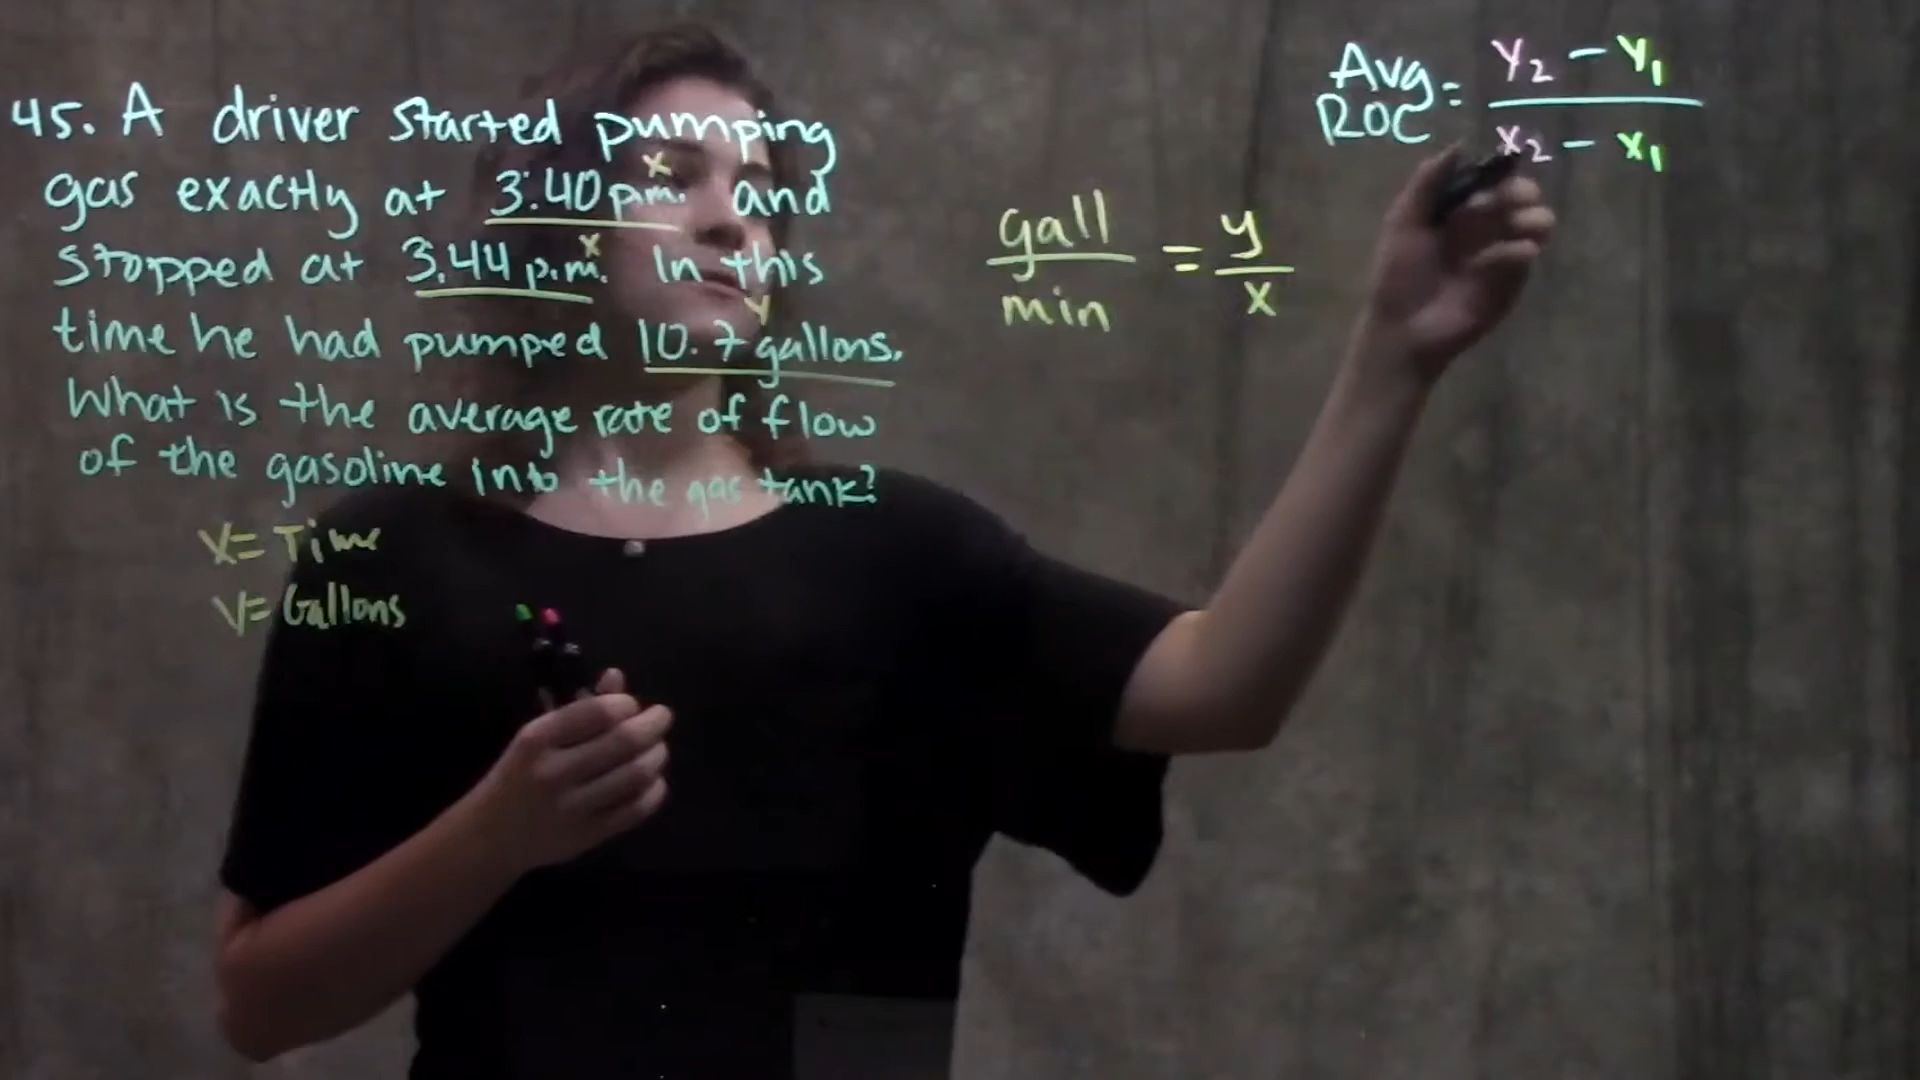 45. A driver started pumping
gas exactly at 3:40 p.m. and
x
stopped at 3:44 p.m. In this
x
time he had pumped 10.7 gallons.
y
What is the average rate of flow
of the gasoline into the gas tank?
x = Time
y = Gallons
gall / min = y / x
Avg ROC = y₂ - y₁ / x₂ - x₁